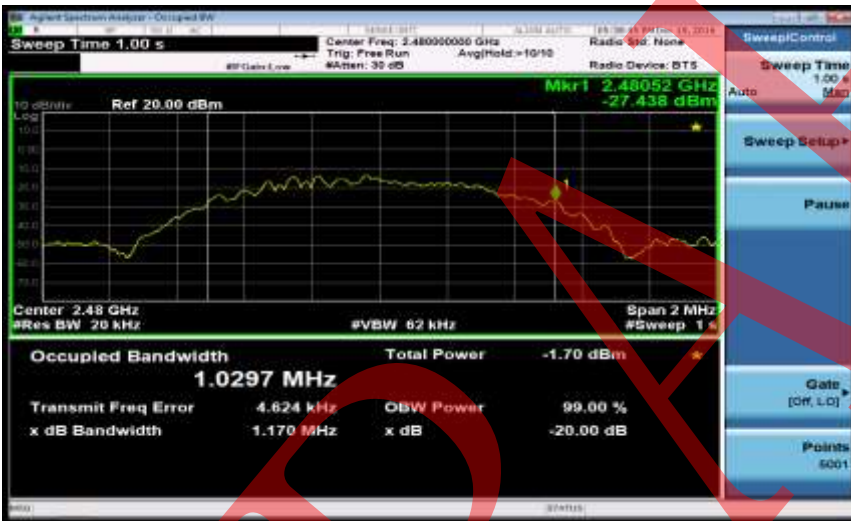 Agilent Spectrum Analyzer - Occupied BW
Sweep Time 1.00 s
Center Freq: 2.480000000 GHz
Trig: Free Run Avg|Hold:>10/10
#IFGain:Low #Atten: 30 dB
Radio Std: None
Radio Device: BTS
Mkr1 2.48052 GHz
-27.438 dBm
10 dB/div Ref 20.00 dBm
Log
1
Center 2.48 GHz Span 2 MHz
#Res BW 20 kHz #VBW 62 kHz #Sweep 1 s
Occupied Bandwidth Total Power -1.70 dBm
1.0297 MHz
Transmit Freq Error 4.624 kHz OBW Power 99.00 %
x dB Bandwidth 1.170 MHz x dB -20.00 dB
Sweep/Control
Sweep Time
1.00 s
Auto Man
Sweep Setup
Pause
Gate
[Off, LO]
Points
5001
MSG STATUS